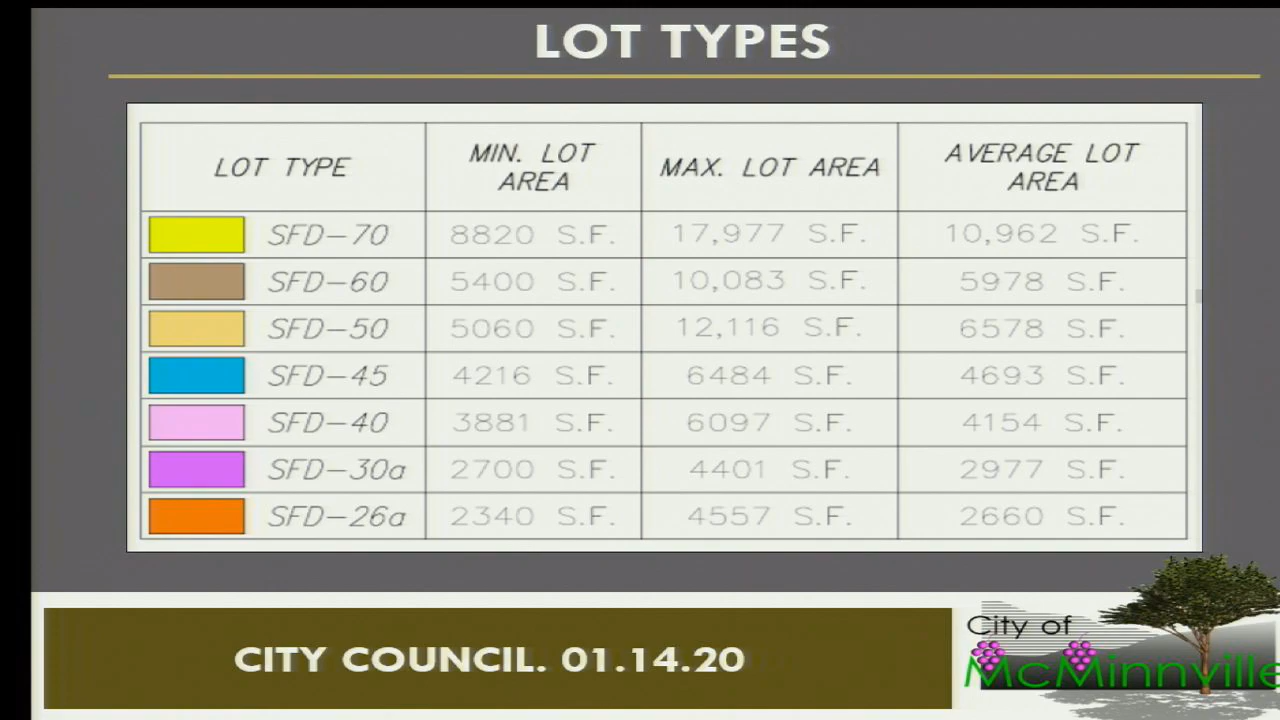 LOT TYPES
LOT TYPE MIN. LOT AREA MAX. LOT AREA AVERAGE LOT AREA
SFD-70 8820 S.F. 17,977 S.F. 10,962 S.F.
SFD-60 5400 S.F. 10,083 S.F. 5978 S.F.
SFD-50 5060 S.F. 12,116 S.F. 6578 S.F.
SFD-45 4216 S.F. 6484 S.F. 4693 S.F.
SFD-40 3881 S.F. 6097 S.F. 4154 S.F.
SFD-30a 2700 S.F. 4401 S.F. 2977 S.F.
SFD-26a 2340 S.F. 4557 S.F. 2660 S.F.
CITY COUNCIL. 01.14.20
City of
McMinnville